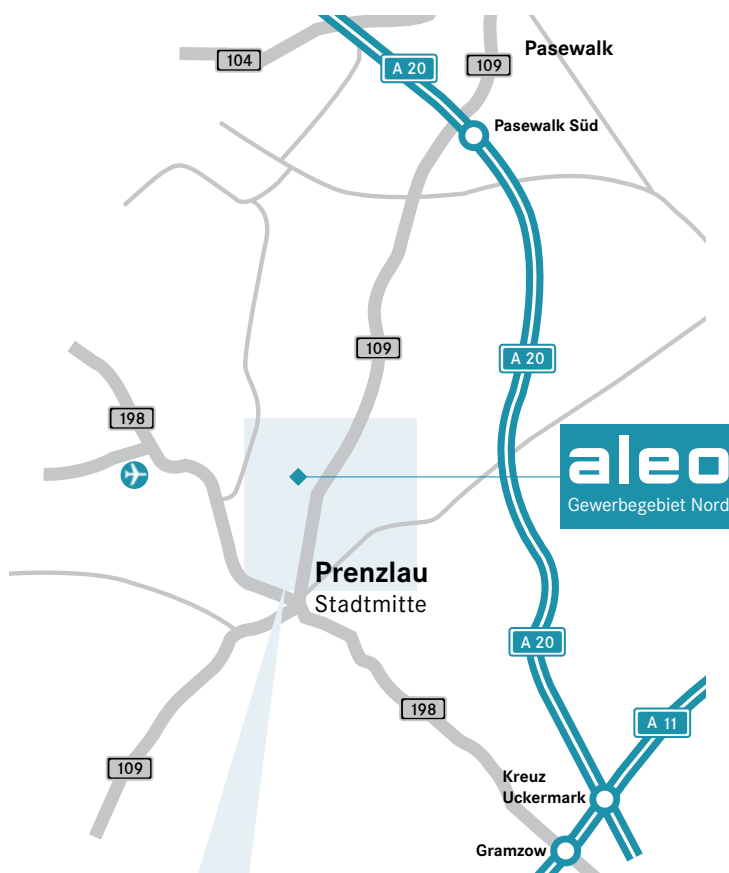 104
A 20
109
Pasewalk
Pasewalk Süd
109
A 20
198
aleo
Gewerbegebiet Nord
Prenzlau
Stadtmitte
A 20
198
A 11
109
Kreuz
Uckermark
Gramzow